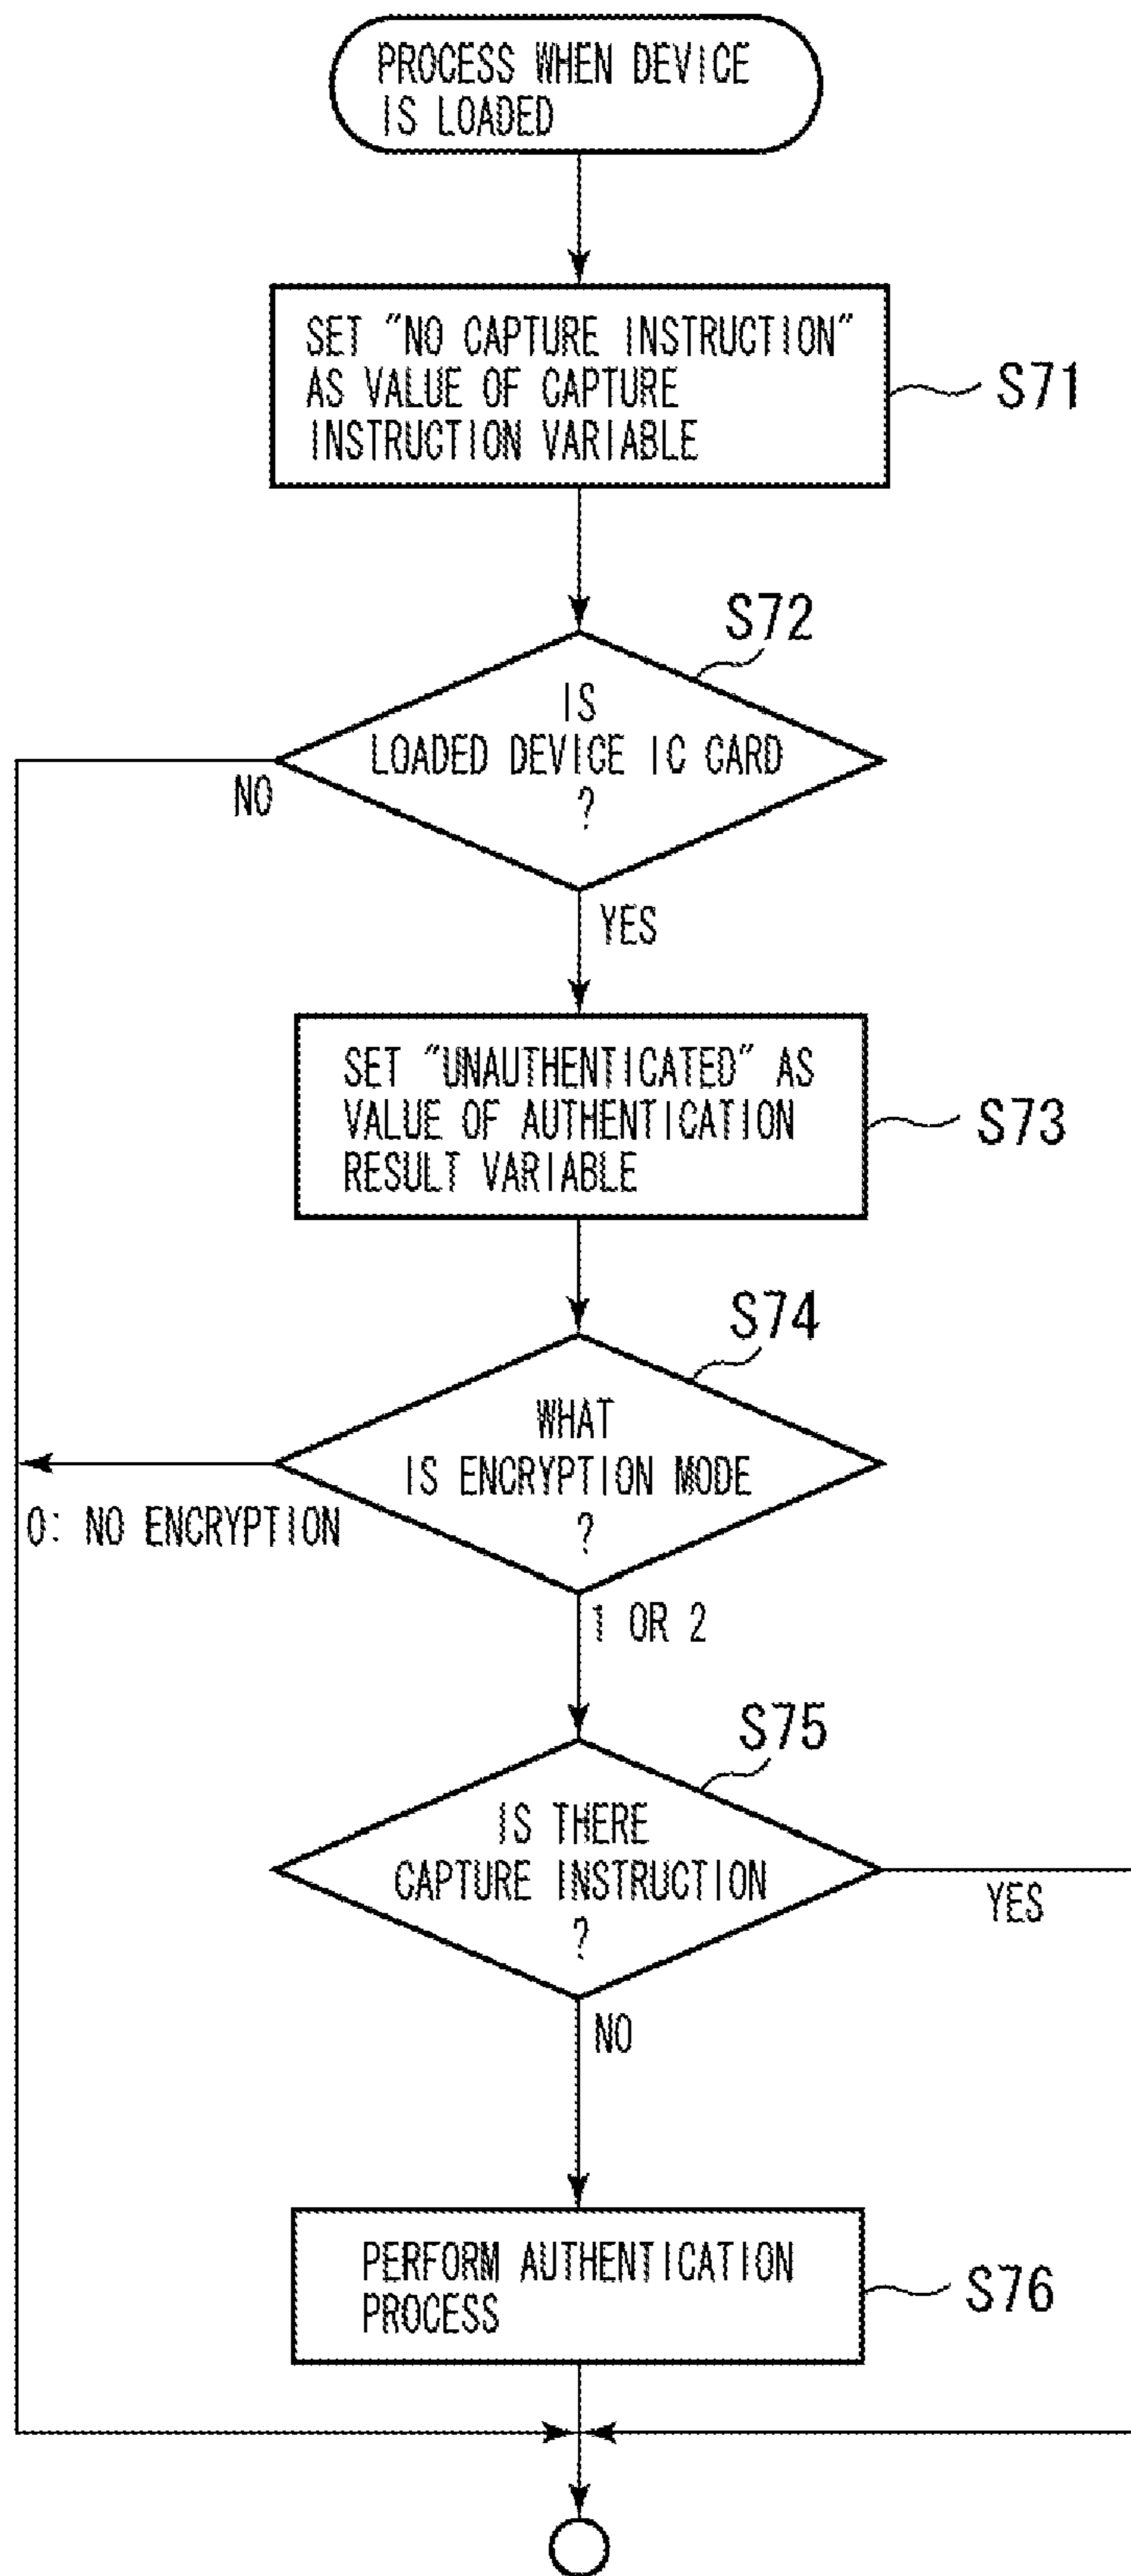 PROCESS WHEN DEVICE
IS LOADED
SET "NO CAPTURE INSTRUCTION"
AS VALUE OF CAPTURE
INSTRUCTION VARIABLE
S71
S72
IS
LOADED DEVICE IC CARD
?
NO
YES
SET "UNAUTHENTICATED" AS
VALUE OF AUTHENTICATION
RESULT VARIABLE
S73
S74
WHAT
IS ENCRYPTION MODE
?
0: NO ENCRYPTION
1 OR 2
S75
IS THERE
CAPTURE INSTRUCTION
?
YES
NO
PERFORM AUTHENTICATION
PROCESS
S76